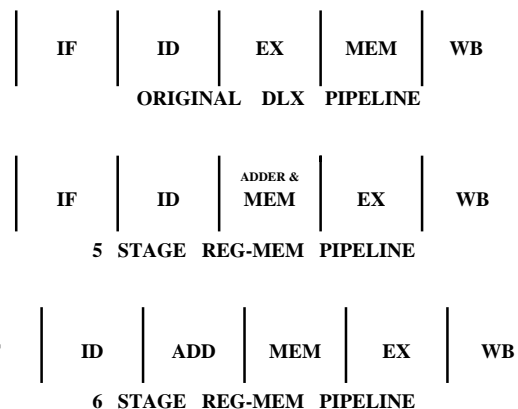 IF ID EX MEM WB
ORIGINAL DLX PIPELINE
ADDER &
IF ID MEM EX WB
5 STAGE REG-MEM PIPELINE
ID ADD MEM EX WB
6 STAGE REG-MEM PIPELINE